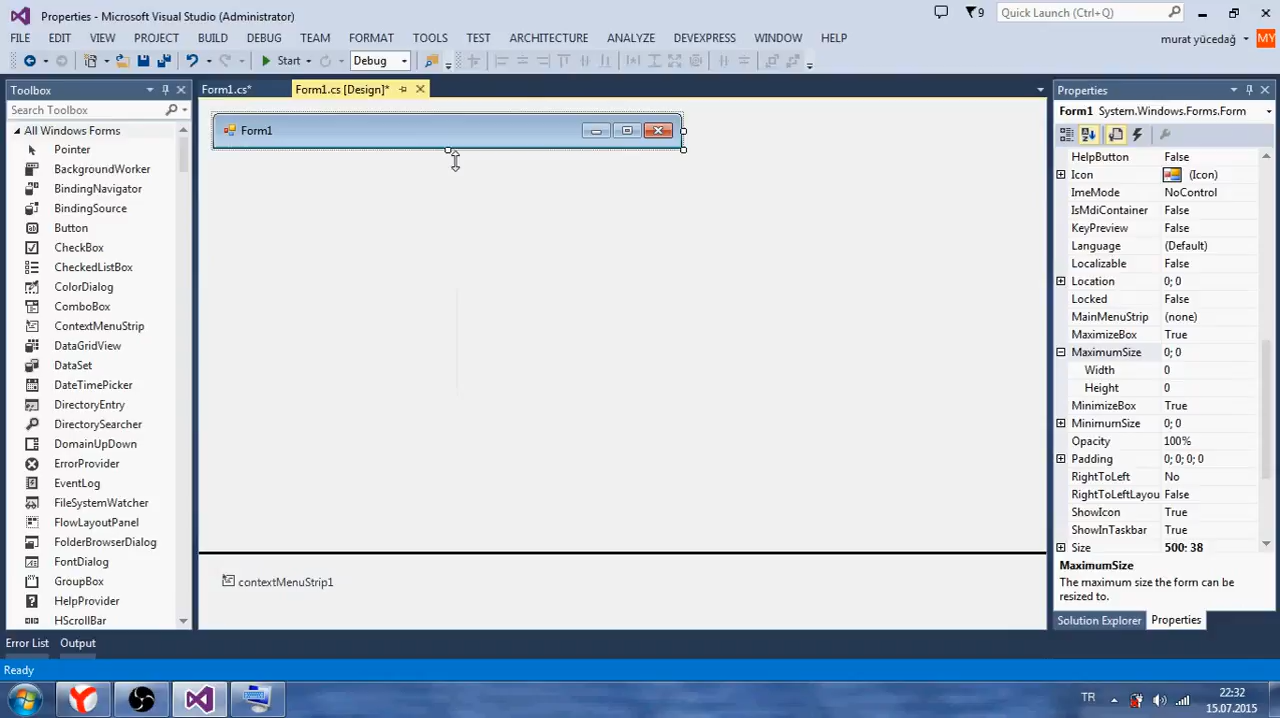 Properties - Microsoft Visual Studio (Administrator)
9
Quick Launch (Ctrl+Q)
FILE EDIT VIEW PROJECT BUILD DEBUG TEAM FORMAT TOOLS TEST ARCHITECTURE ANALYZE DEVEXPRESS WINDOW HELP
murat yücedağ MY
Start Debug
Toolbox
Form1.cs* Form1.cs [Design]*
Properties
Search Toolbox
Form1 System.Windows.Forms.Form
All Windows Forms
Pointer
BackgroundWorker
BindingNavigator
BindingSource
Button
CheckBox
CheckedListBox
ColorDialog
ComboBox
ContextMenuStrip
DataGridView
DataSet
DateTimePicker
DirectoryEntry
DirectorySearcher
DomainUpDown
ErrorProvider
EventLog
FileSystemWatcher
FlowLayoutPanel
FolderBrowserDialog
FontDialog
GroupBox
HelpProvider
HScrollBar
Form1
contextMenuStrip1
HelpButton False
Icon (Icon)
ImeMode NoControl
IsMdiContainer False
KeyPreview False
Language (Default)
Localizable False
Location 0; 0
Locked False
MainMenuStrip (none)
MaximizeBox True
MaximumSize 0; 0
Width 0
Height 0
MinimizeBox True
MinimumSize 0; 0
Opacity 100%
Padding 0; 0; 0; 0
RightToLeft No
RightToLeftLayou False
ShowIcon True
ShowInTaskbar True
Size 500; 38
MaximumSize
The maximum size the form can be
resized to.
Solution Explorer Properties
Error List Output
Ready
TR
22:32
15.07.2015